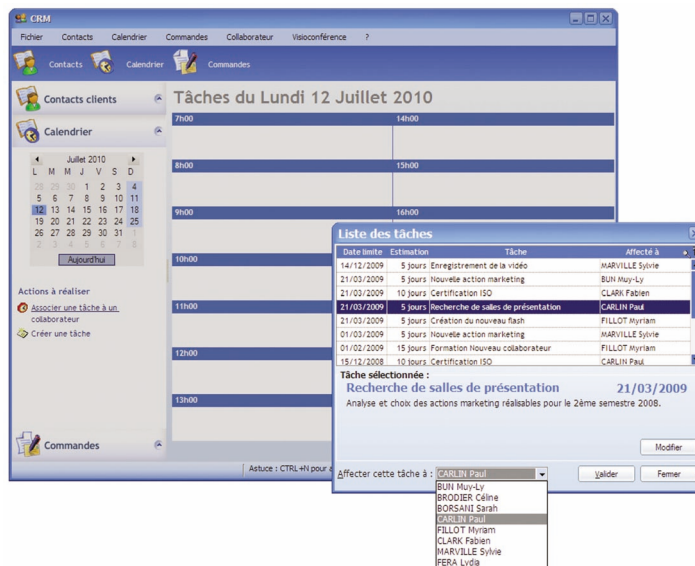 CRM
Fichier Contacts Calendrier Commandes Collaborateur Visioconférence ?
Contacts Calendrier Commandes
Contacts clients
Calendrier
Juillet 2010
L M M J V S D
28 29 30 1 2 3 4
5 6 7 8 9 10 11
12 13 14 15 16 17 18
19 20 21 22 23 24 25
26 27 28 29 30 31 1
2 3 4 5 6 7 8
Aujourd'hui
Actions à réaliser
Associer une tâche à un
collaborateur
Créer une tâche
Commandes
Tâches du Lundi 12 Juillet 2010
7h00 14h00
8h00 15h00
9h00 16h00
10h00
11h00
12h00
13h00
Astuce : CTRL+N pour a
Liste des tâches
Date limite Estimation Tâche Affecté à
14/12/2009 5 jours Enregistrement de la vidéo MARVILLE Sylvie
21/03/2009 5 jours Nouvelle action marketing BUN Muy-Ly
21/03/2009 10 jours Certification ISO CLARK Fabien
21/03/2009 5 jours Recherche de salles de présentation CARLIN Paul
21/03/2009 5 jours Création du nouveau flash FILLOT Myriam
01/03/2009 5 jours Nouvelle action marketing MARVILLE Sylvie
01/02/2009 15 jours Formation Nouveau collaborateur FILLOT Myriam
15/12/2008 10 jours Certification ISO CARLIN Paul
Tâche sélectionnée :
Recherche de salles de présentation 21/03/2009
Analyse et choix des actions marketing réalisables pour le 2ème semestre 2008.
Modifier
Affecter cette tâche à : CARLIN Paul Valider Fermer
BUN Muy-Ly
BRODIER Céline
BORSANI Sarah
CARLIN Paul
FILLOT Myriam
CLARK Fabien
MARVILLE Sylvie
FERA Lydia